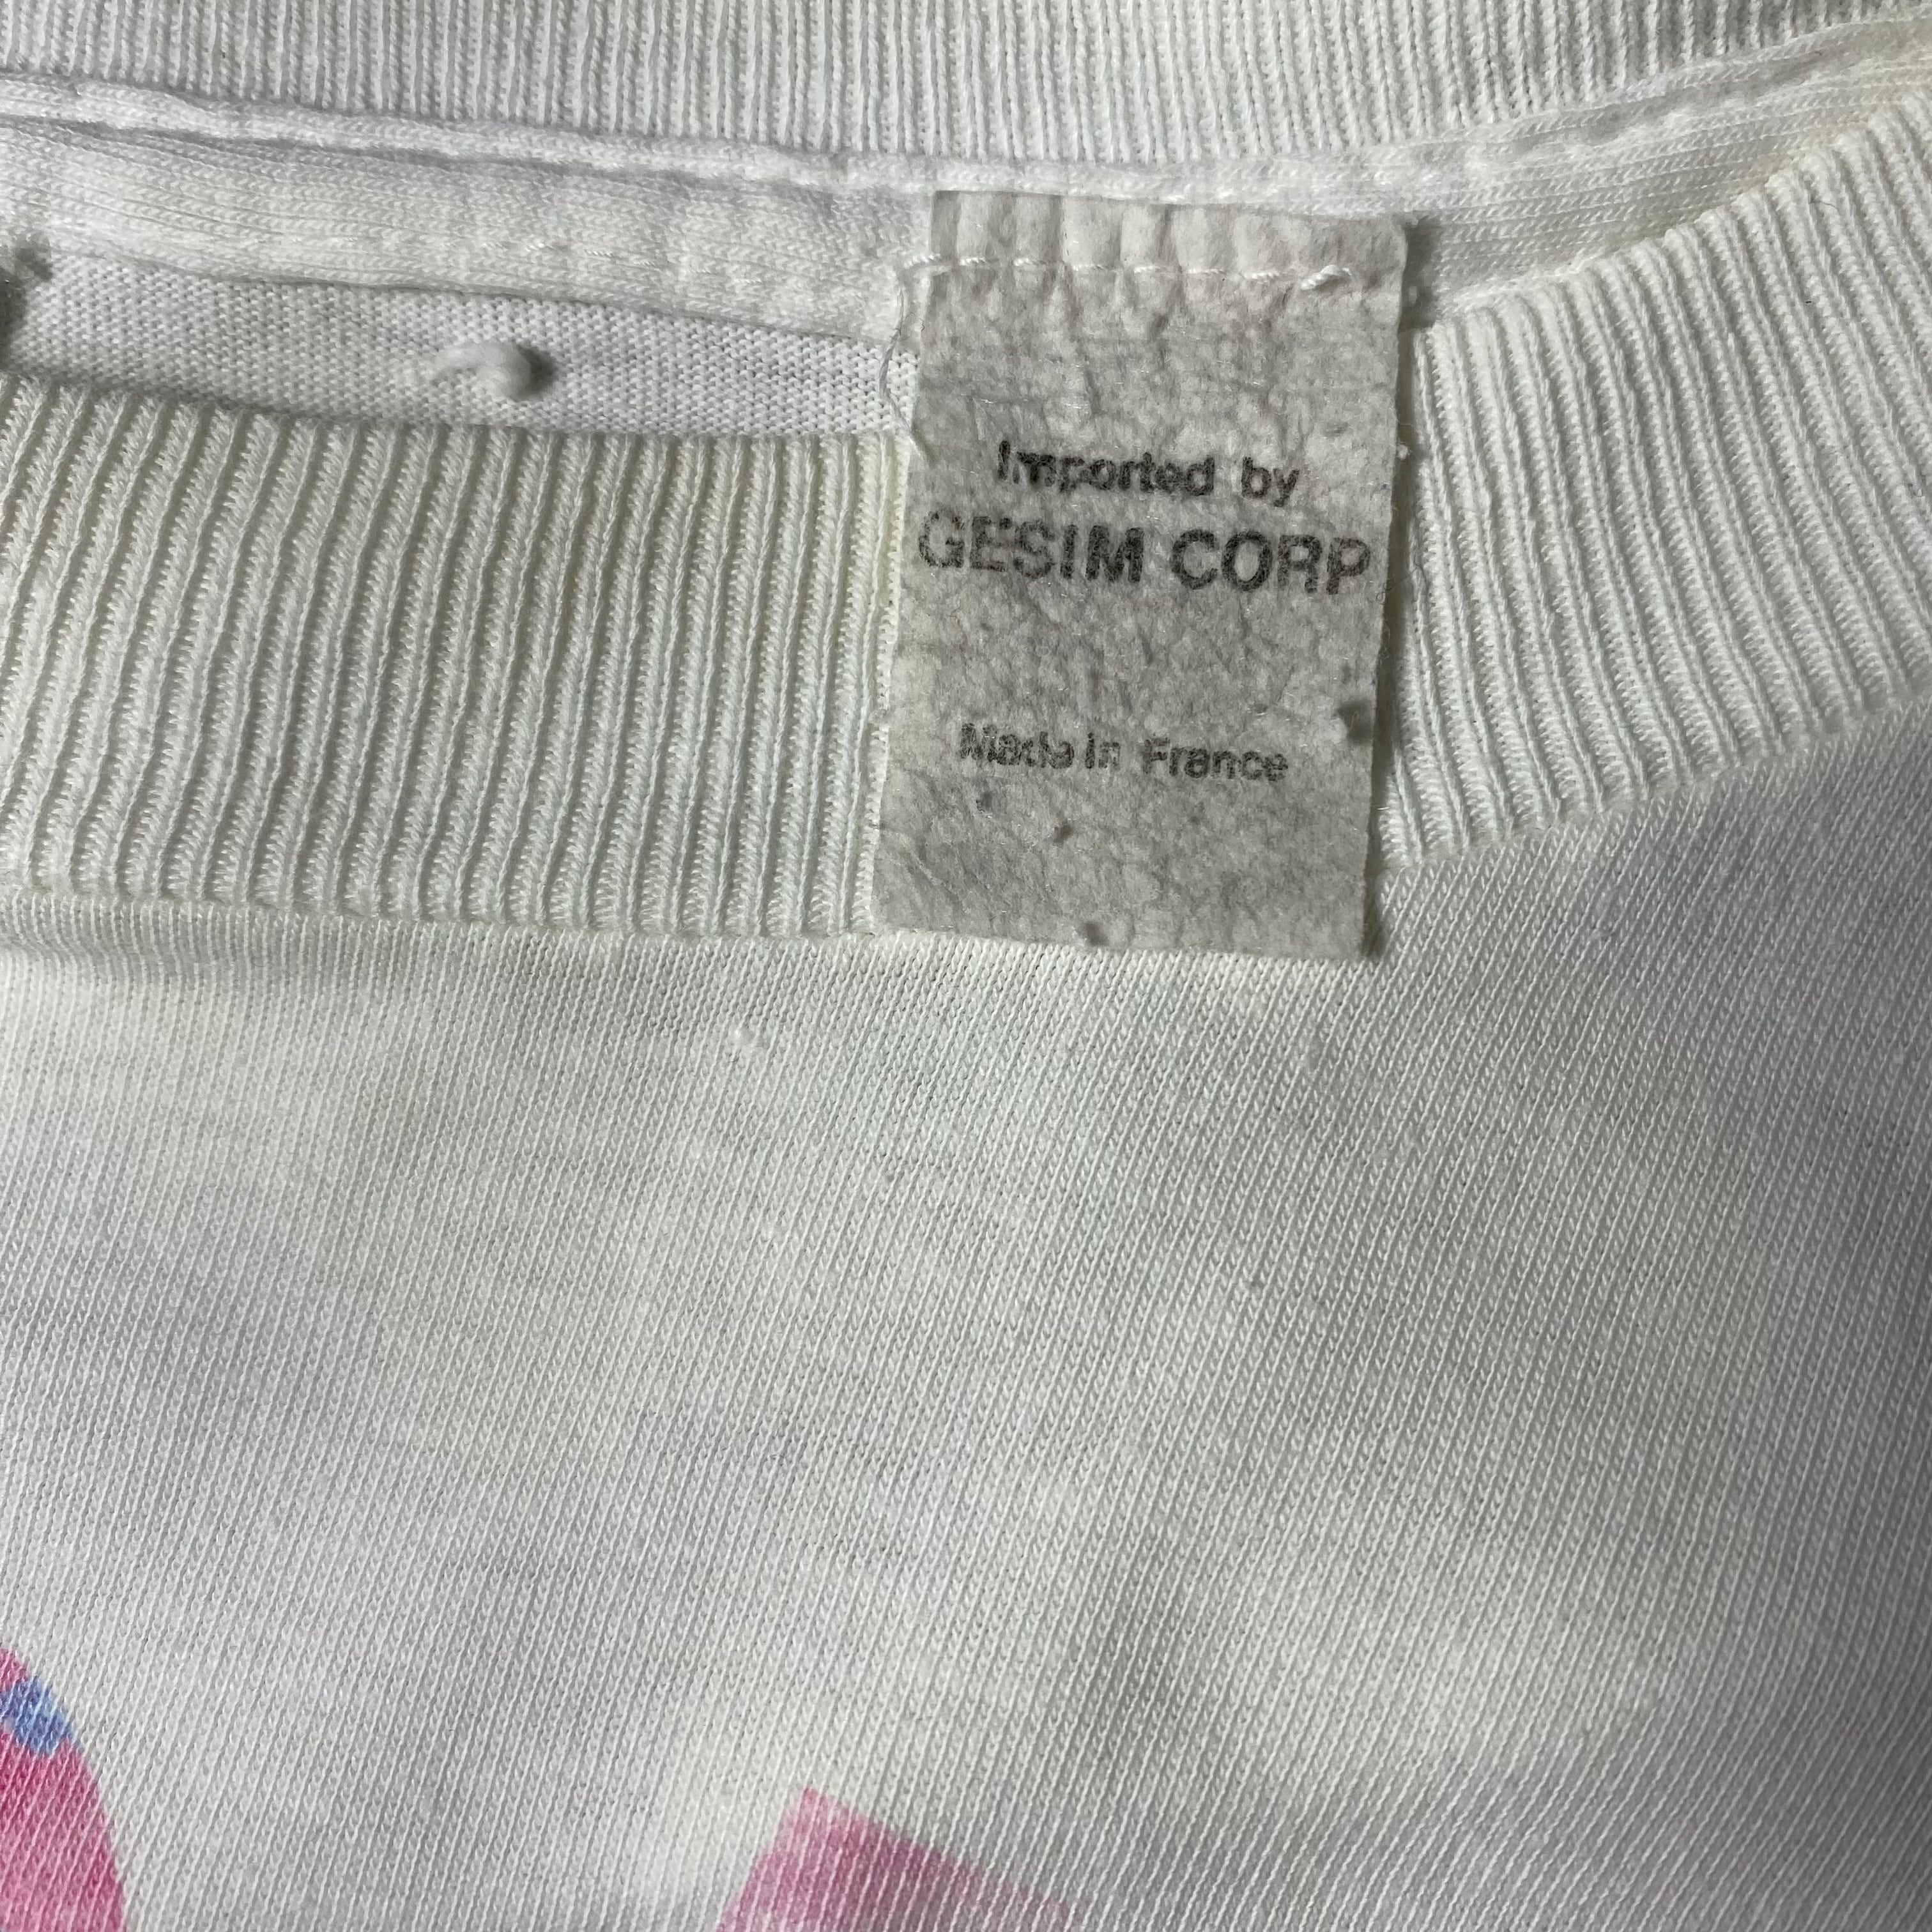 Imported by
GESIM CORP
Made in France